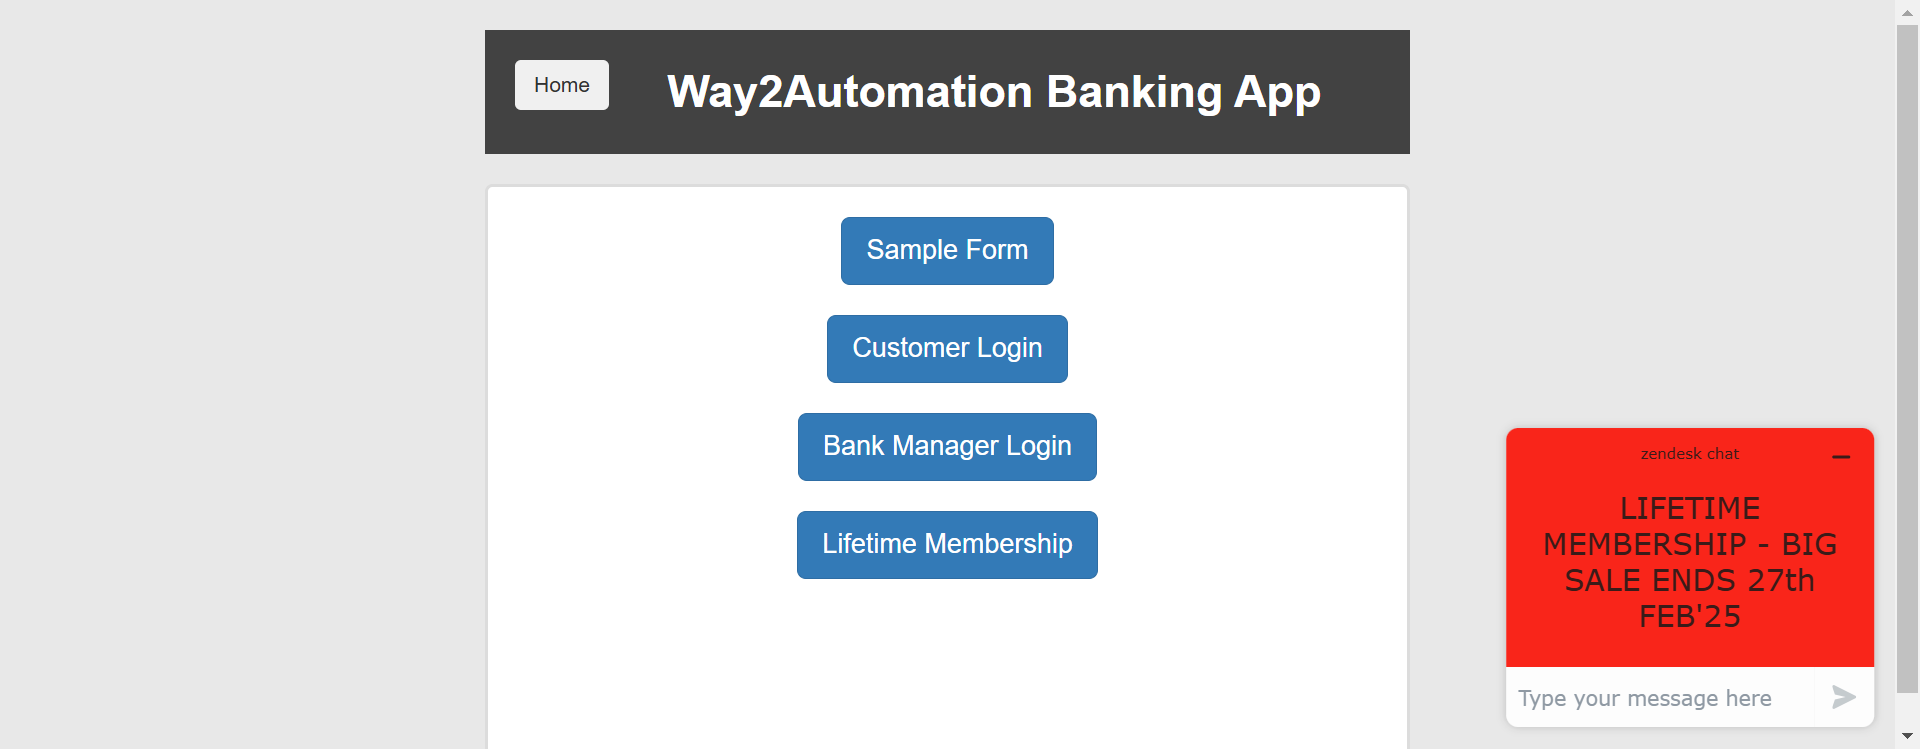 Home
Way2Automation Banking App
Sample Form
Customer Login
Bank Manager Login
Lifetime Membership
zendesk chat
LIFETIME
MEMBERSHIP - BIG
SALE ENDS 27th
FEB'25
Type your message here